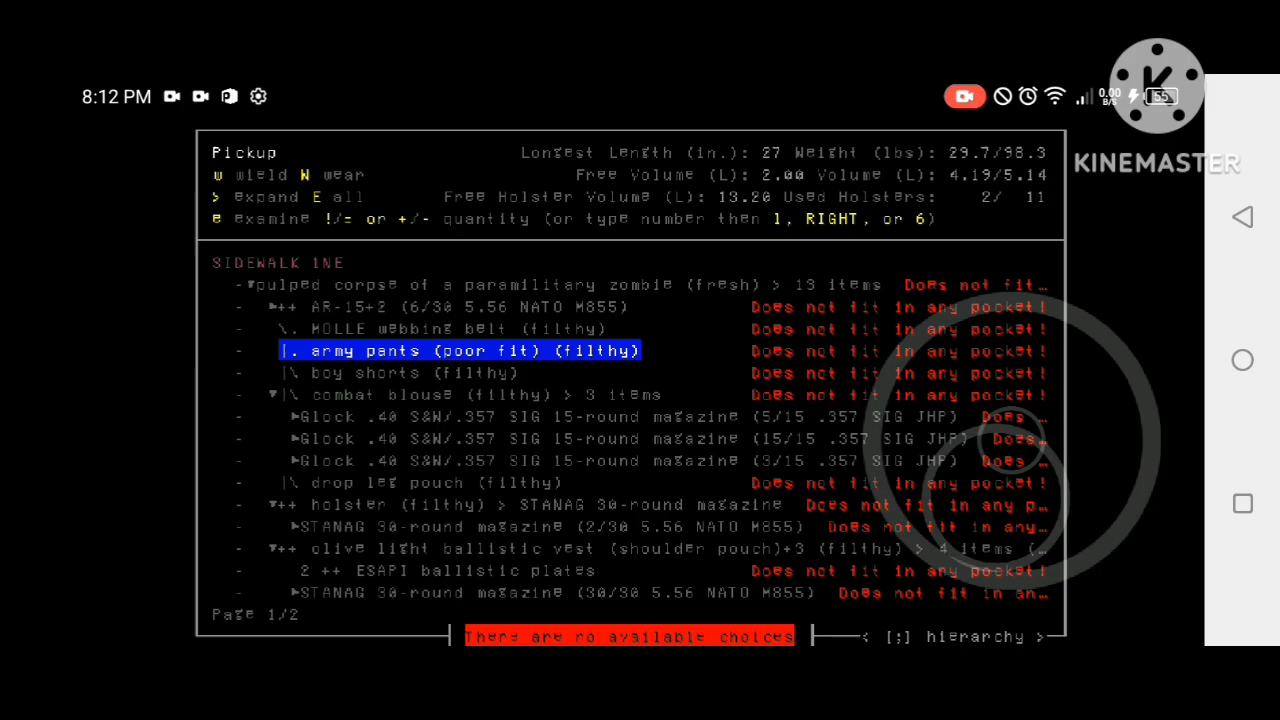 8:12 PM
0.00 B/S
55
KINEMASTER
Pickup Longest Length (in.): 27 Weight (lbs): 29.7/98.3
w wield W wear Free Volume (L): 2.00 Volume (L): 4.19/5.14
> expand E all Free Holster Volume (L): 13.20 Used Holsters: 2/ 11
e examine !/= or +/- quantity (or type number then 1, RIGHT, or 6)
SIDEWALK 1NE
-▼pulped corpse of a paramilitary zombie (fresh) > 13 items Does not fit…
- ►++ AR-15+2 (6/30 5.56 NATO M855) Does not fit in any pocket!
- \. MOLLE webbing belt (filthy) Does not fit in any pocket!
- |. army pants (poor fit) (filthy) Does not fit in any pocket!
- |\ boy shorts (filthy) Does not fit in any pocket!
- ▼|\ combat blouse (filthy) > 3 items Does not fit in any pocket!
- ►Glock .40 S&W/.357 SIG 15-round magazine (5/15 .357 SIG JHP) Does …
- ►Glock .40 S&W/.357 SIG 15-round magazine (15/15 .357 SIG JHP) Does…
- ►Glock .40 S&W/.357 SIG 15-round magazine (3/15 .357 SIG JHP) Does …
- |\ drop leg pouch (filthy) Does not fit in any pocket!
- ▼++ holster (filthy) > STANAG 30-round magazine Does not fit in any p…
- ►STANAG 30-round magazine (2/30 5.56 NATO M855) Does not fit in any…
- ▼++ olive light ballistic vest (shoulder pouch)+3 (filthy) > 4 items (…
- 2 ++ ESAPI ballistic plates Does not fit in any pocket!
- ►STANAG 30-round magazine (30/30 5.56 NATO M855) Does not fit in an…
Page 1/2
There are no available choices < [;] hierarchy >